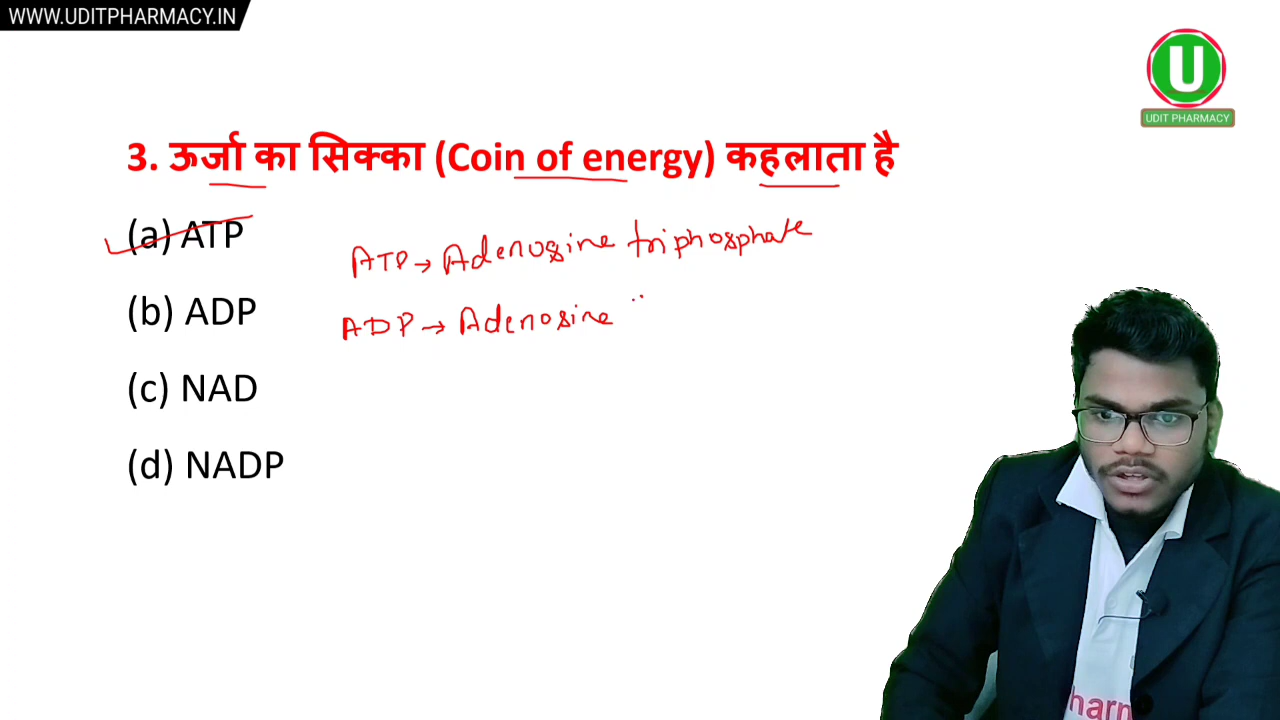 WWW.UDITPHARMACY.IN
U
UDIT PHARMACY
3. ऊर्जा का सिक्का (Coin of energy) कहलाता है
(a) ATP
ATP → Adenosine triphosphate
(b) ADP
ADP → Adenosine
(c) NAD
(d) NADP
harm